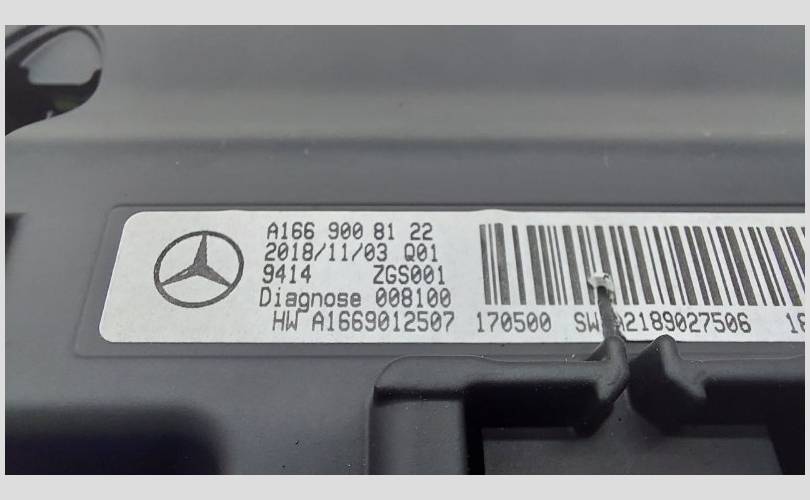 A166 900 81 22
2018/11/03 Q01
9414 ZGS001
Diagnose 008100
HW A1669012507 170500 SW A2189027506